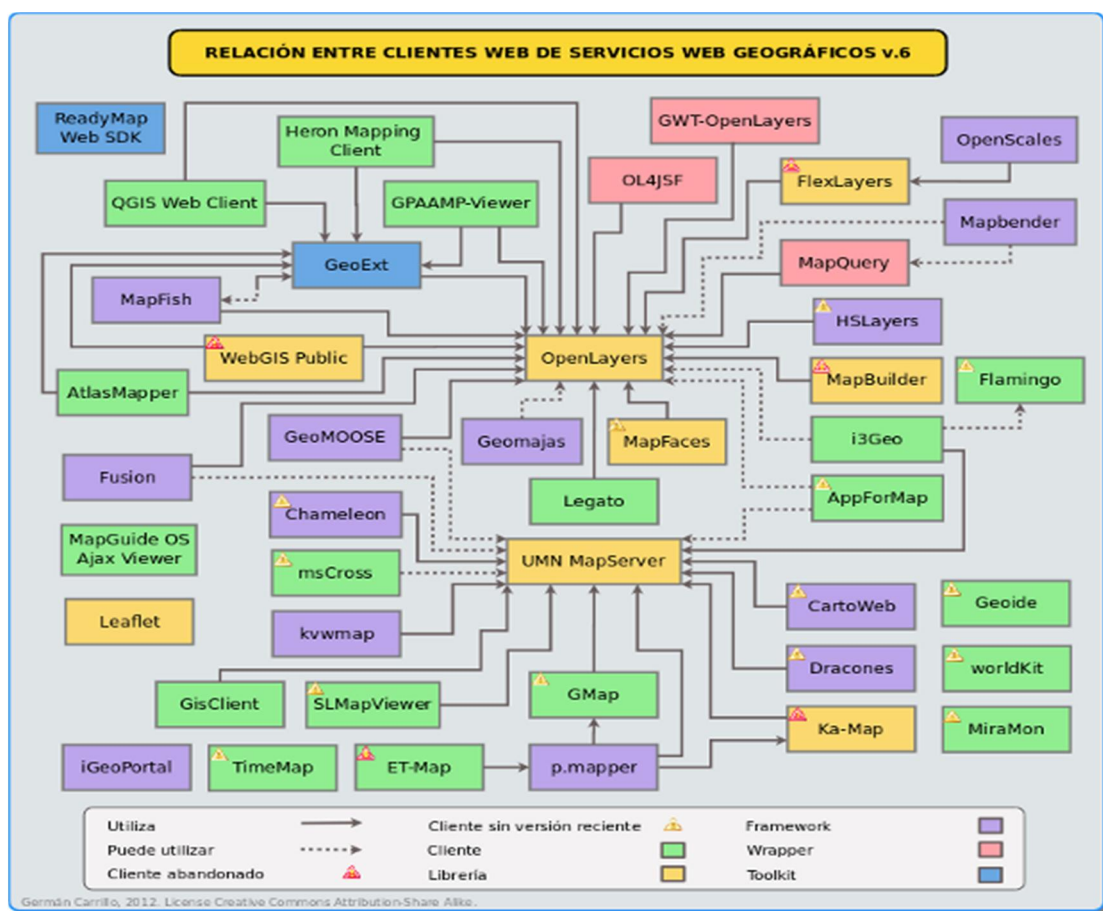 RELACIÓN ENTRE CLIENTES WEB DE SERVICIOS WEB GEOGRÁFICOS v.6
ReadyMap
Web SDK
Heron Mapping
Client
GWT-OpenLayers
OpenScales
QGIS Web Client
GPAAMP-Viewer
OL4JSF
FlexLayers
Mapbender
GeoExt
MapQuery
MapFish
HSLayers
WebGIS Public
OpenLayers
AtlasMapper
MapBuilder
Flamingo
GeoMOOSE
Geomajas
MapFaces
i3Geo
Fusion
Legato
AppForMap
Chameleon
MapGuide OS
Ajax Viewer
msCross
UMN MapServer
Leaflet
kvwmap
CartoWeb
Geoide
GisClient
SLMapViewer
GMap
Dracones
worldKit
Ka-Map
MiraMon
iGeoPortal
TimeMap
ET-Map
p.mapper
Utiliza
Cliente sin versión reciente
Framework
Puede utilizar
Cliente
Wrapper
Cliente abandonado
Librería
Toolkit
Germán Carrillo, 2012. License Creative Commons Attribution-Share Alike.